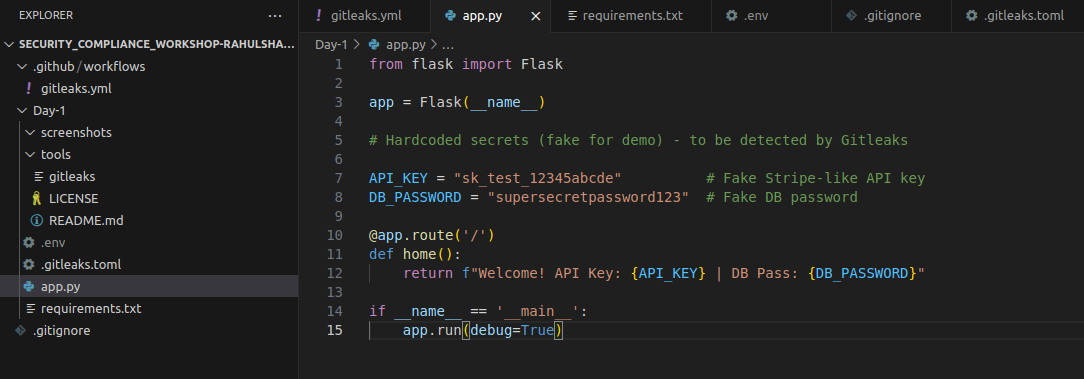 EXPLORER
SECURITY_COMPLIANCE_WORKSHOP-RAHULSHA...
.github/workflows
! gitleaks.yml
Day-1
screenshots
tools
gitleaks
LICENSE
README.md
.env
.gitleaks.toml
app.py
requirements.txt
.gitignore
! gitleaks.yml app.py requirements.txt .env .gitignore .gitleaks.toml
Day-1 > app.py > ...
1 from flask import Flask
2
3 app = Flask(__name__)
4
5 # Hardcoded secrets (fake for demo) - to be detected by Gitleaks
6
7 API_KEY = "sk_test_12345abcde" # Fake Stripe-like API key
8 DB_PASSWORD = "supersecretpassword123" # Fake DB password
9
10 @app.route('/')
11 def home():
12 return f"Welcome! API Key: {API_KEY} | DB Pass: {DB_PASSWORD}"
13
14 if __name__ == '__main__':
15 app.run(debug=True)